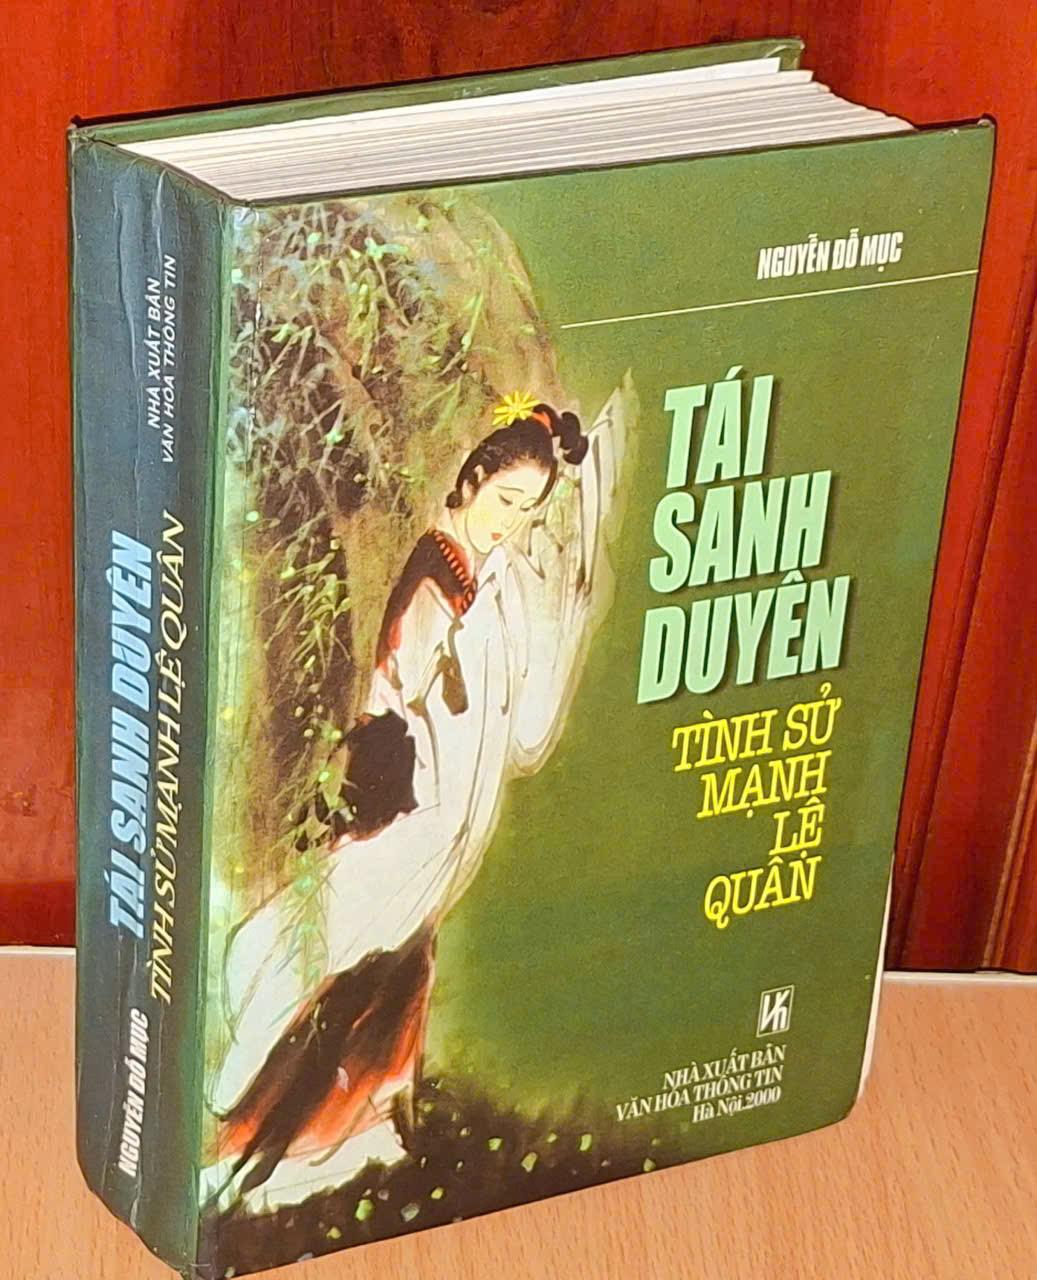 NGUYỄN ĐỖ MỤC
TÁI
SANH
DUYÊN
TÌNH SỬ
MẠNH
LỆ
QUÂN
Vh
NHÀ XUẤT BẢN
VĂN HÓA THÔNG TIN
Hà Nội.2000
NHÀ XUẤT BẢN
VĂN HÓA THÔNG TIN
TÁI SANH DUYÊN
TÌNH SỬ MẠNH LỆ QUÂN
NGUYỄN ĐỖ MỤC